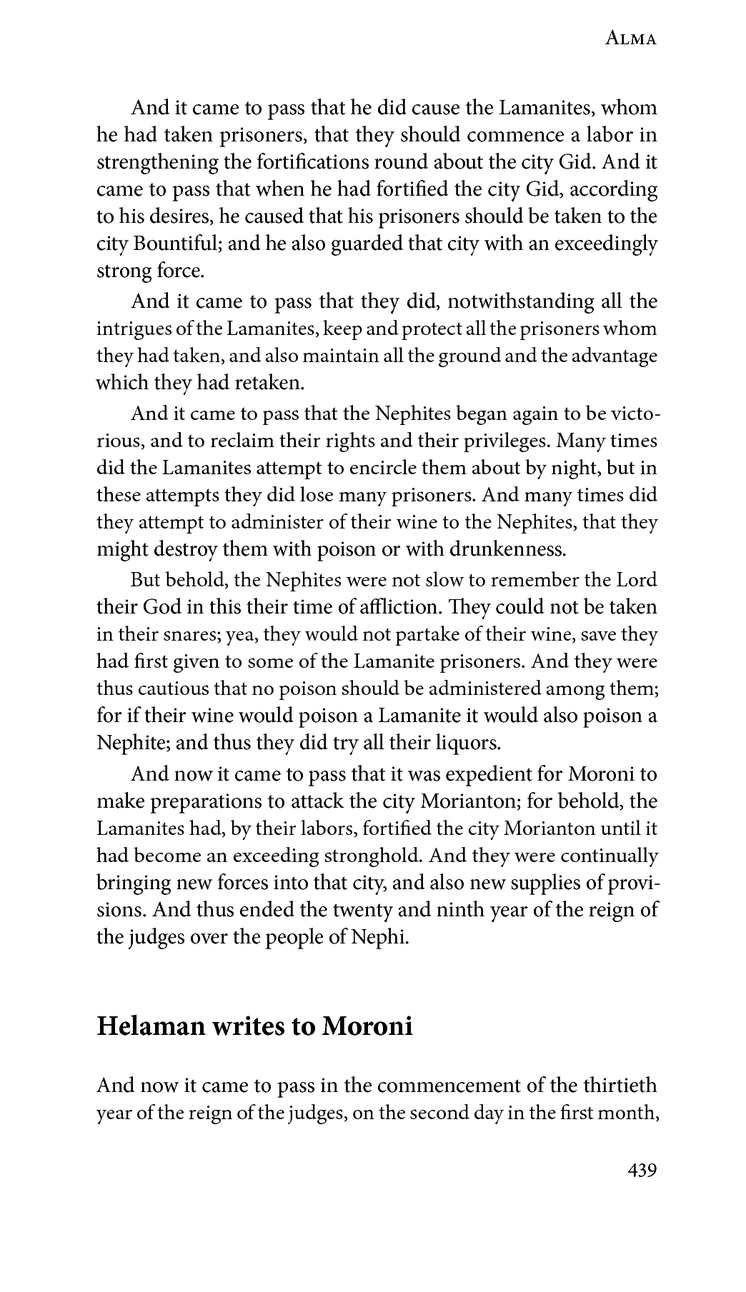 Alma
And it came to pass that he did cause the Lamanites, whom
he had taken prisoners, that they should commence a labor in
strengthening the fortifications round about the city Gid. And it
came to pass that when he had fortified the city Gid, according
to his desires, he caused that his prisoners should be taken to the
city Bountiful; and he also guarded that city with an exceedingly
strong force.
And it came to pass that they did, notwithstanding all the
intrigues of the Lamanites, keep and protect all the prisoners whom
they had taken, and also maintain all the ground and the advantage
which they had retaken.
And it came to pass that the Nephites began again to be victo-
rious, and to reclaim their rights and their privileges. Many times
did the Lamanites attempt to encircle them about by night, but in
these attempts they did lose many prisoners. And many times did
they attempt to administer of their wine to the Nephites, that they
might destroy them with poison or with drunkenness.
But behold, the Nephites were not slow to remember the Lord
their God in this their time of affliction. They could not be taken
in their snares; yea, they would not partake of their wine, save they
had first given to some of the Lamanite prisoners. And they were
thus cautious that no poison should be administered among them;
for if their wine would poison a Lamanite it would also poison a
Nephite; and thus they did try all their liquors.
And now it came to pass that it was expedient for Moroni to
make preparations to attack the city Morianton; for behold, the
Lamanites had, by their labors, fortified the city Morianton until it
had become an exceeding stronghold. And they were continually
bringing new forces into that city, and also new supplies of provi-
sions. And thus ended the twenty and ninth year of the reign of
the judges over the people of Nephi.
Helaman writes to Moroni
And now it came to pass in the commencement of the thirtieth
year of the reign of the judges, on the second day in the first month,
439